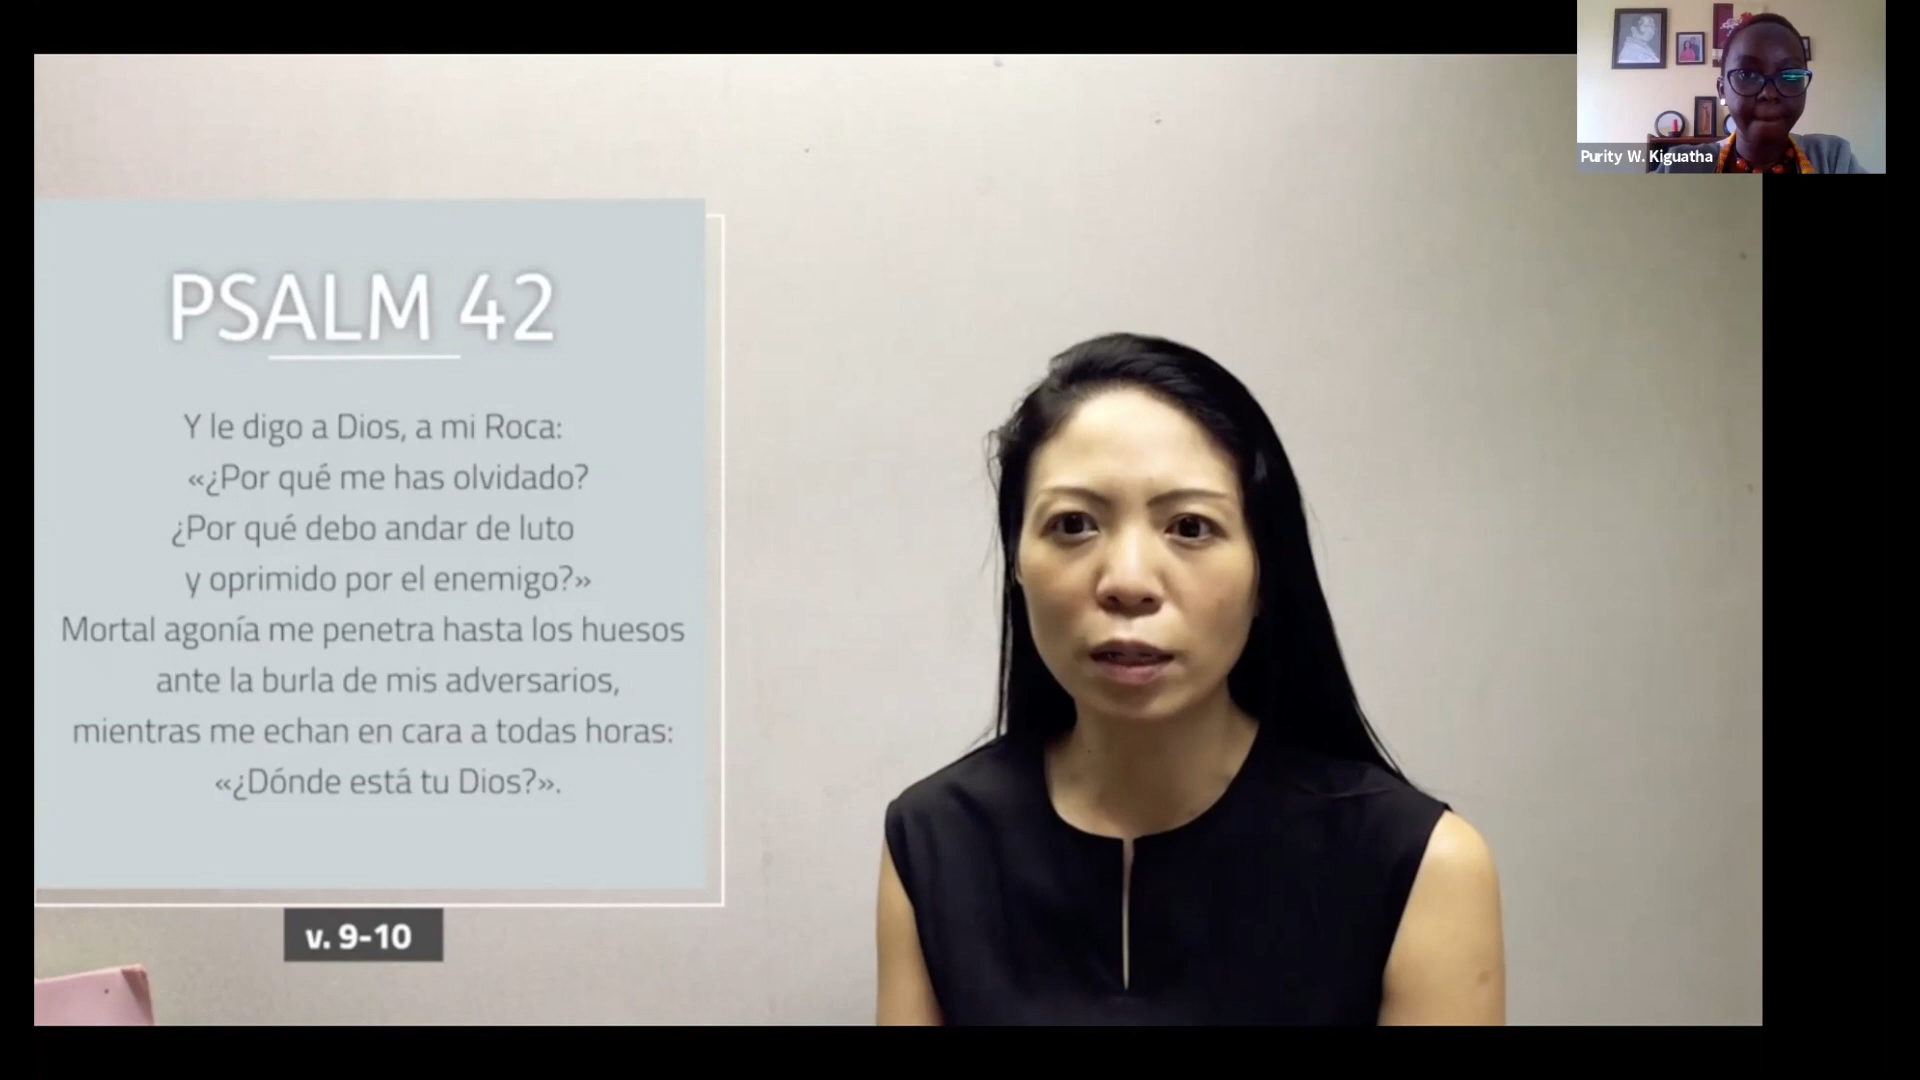 PSALM 42
Y le digo a Dios, a mi Roca:
«¿Por qué me has olvidado?
¿Por qué debo andar de luto
y oprimido por el enemigo?»
Mortal agonía me penetra hasta los huesos
ante la burla de mis adversarios,
mientras me echan en cara a todas horas:
«¿Dónde está tu Dios?».
v. 9-10
Purity W. Kiguatha